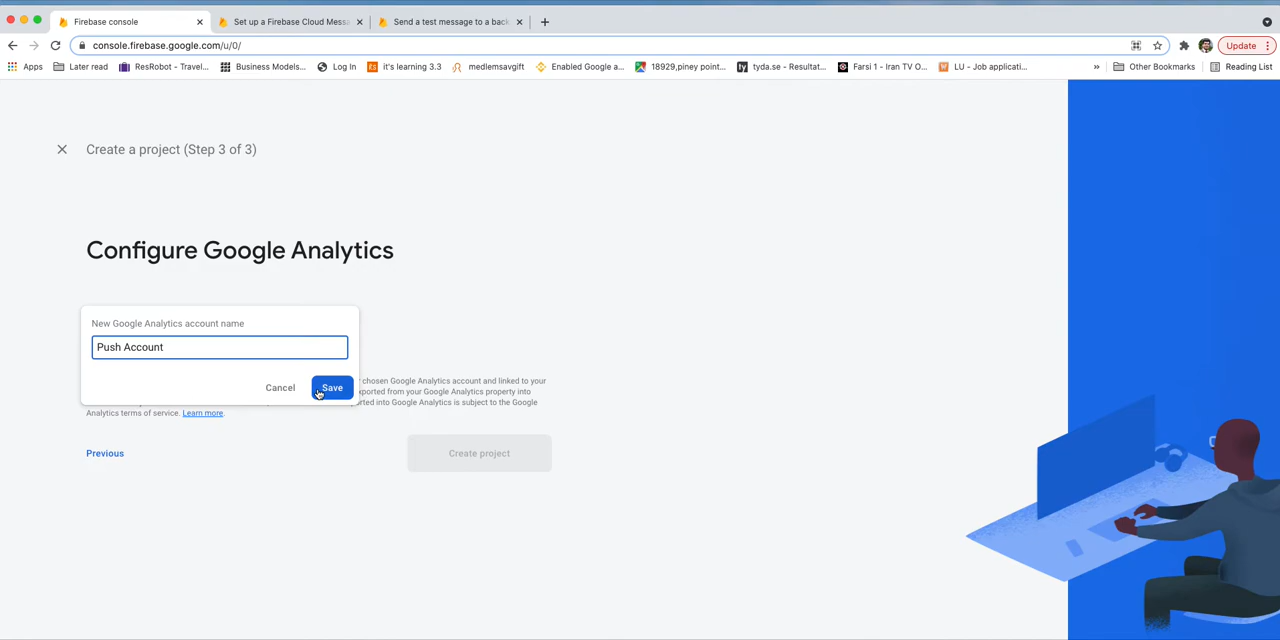 Firebase console
Set up a Firebase Cloud Messa
Send a test message to a back
console.firebase.google.com/u/0/
Update
Apps
Later read
ResRobot - Travel...
Business Models...
Log In
it's learning 3.3
medlemsavgift
Enabled Google a...
18929,piney point...
tyda.se - Resultat...
Farsi 1 - Iran TV O...
LU - Job applicati...
»
Other Bookmarks
Reading List
Create a project (Step 3 of 3)
Configure Google Analytics
New Google Analytics account name
Push Account
Cancel
Save
chosen Google Analytics account and linked to your
xported from your Google Analytics property into
orted into Google Analytics is subject to the Google
Analytics terms of service. Learn more.
Previous
Create project